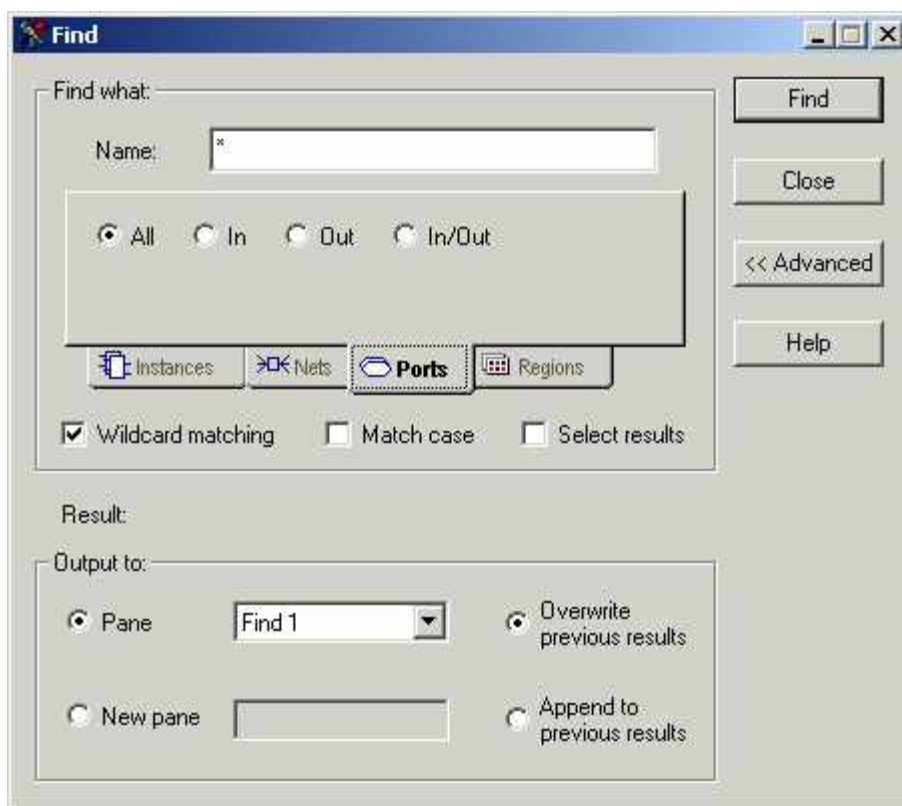 Find
Find what:
Find
Name: *
Close
All In Out In/Out
<< Advanced
Help
Instances Nets Ports Regions
Wildcard matching Match case Select results
Result:
Output to:
Pane Find 1 Overwrite
previous results
New pane Append to
previous results